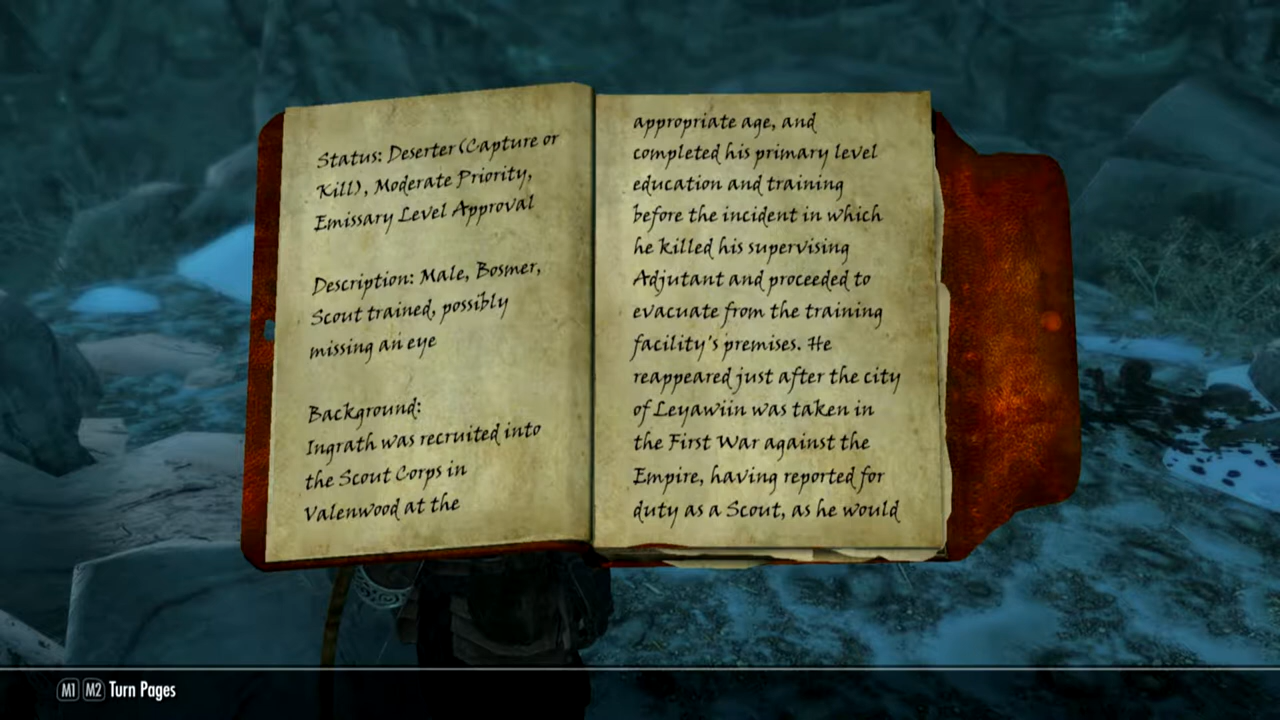 Status: Deserter (Capture or
Kill), Moderate Priority,
Emissary Level Approval
Description: Male, Bosmer,
Scout trained, possibly
missing an eye
Background:
Ingrath was recruited into
the Scout Corps in
Valenwood at the
appropriate age, and
completed his primary level
education and training
before the incident in which
he killed his supervising
Adjutant and proceeded to
evacuate from the training
facility's premises. He
reappeared just after the city
of Leyawiin was taken in
the First War against the
Empire, having reported for
duty as a Scout, as he would
M1 M2 Turn Pages